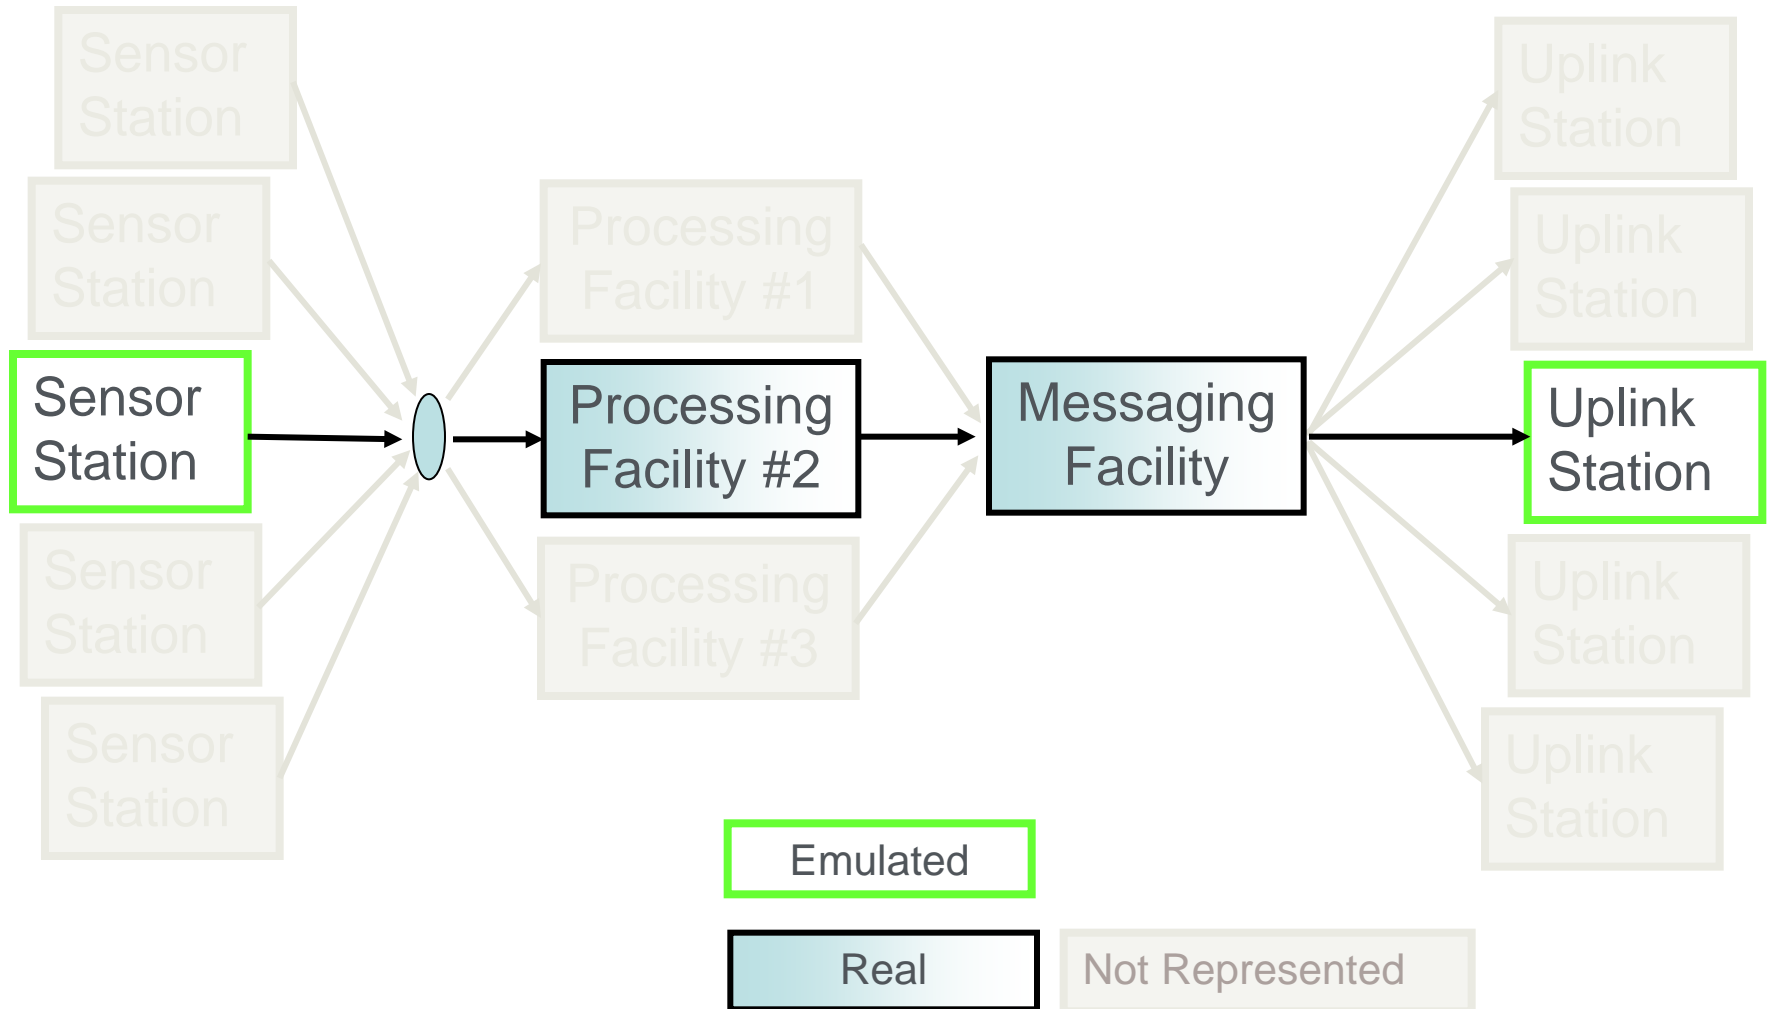 Sensor
Station
Sensor
Station
Sensor
Station
Sensor
Station
Sensor
Station
Processing
Facility #1
Processing
Facility #2
Processing
Facility #3
Messaging
Facility
Uplink
Station
Uplink
Station
Uplink
Station
Uplink
Station
Uplink
Station
Emulated
Real
Not Represented